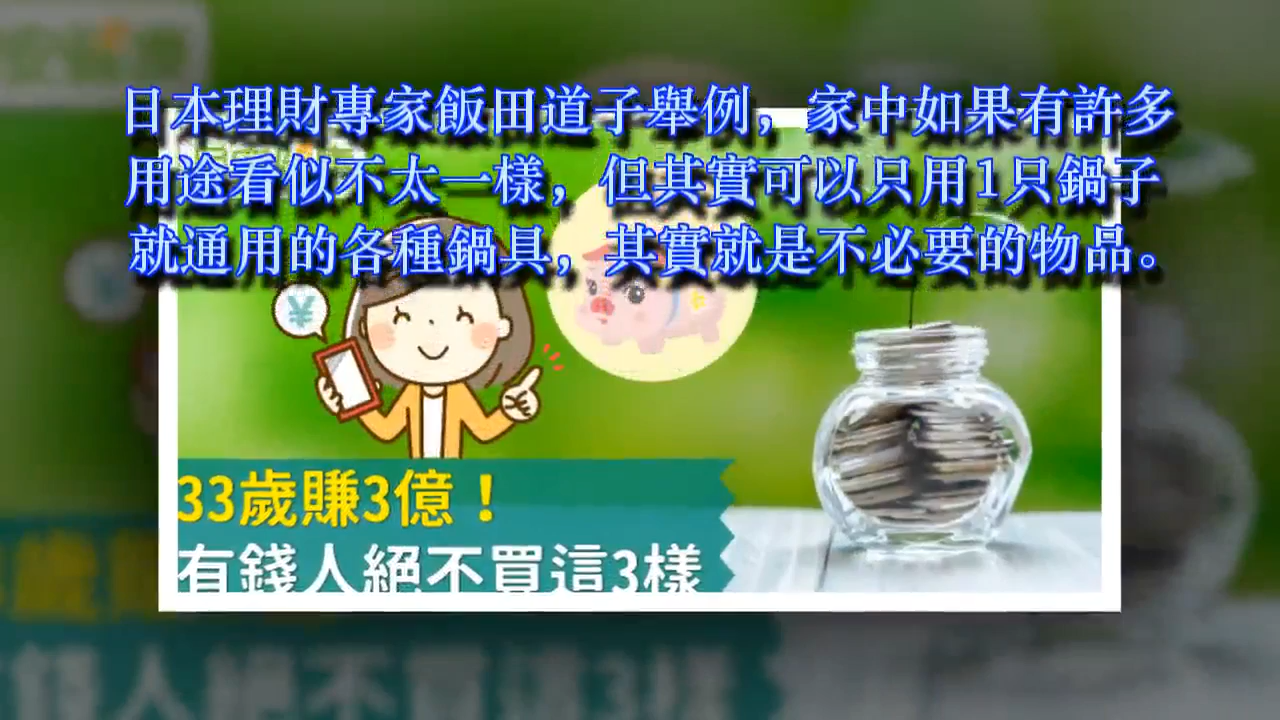 日本理財專家飯田道子舉例，家中如果有許多
用途看似不太一樣，但其實可以只用1只鍋子
就通用的各種鍋具，其實就是不必要的物品。
¥
33歲賺3億！
有錢人絕不買這3樣